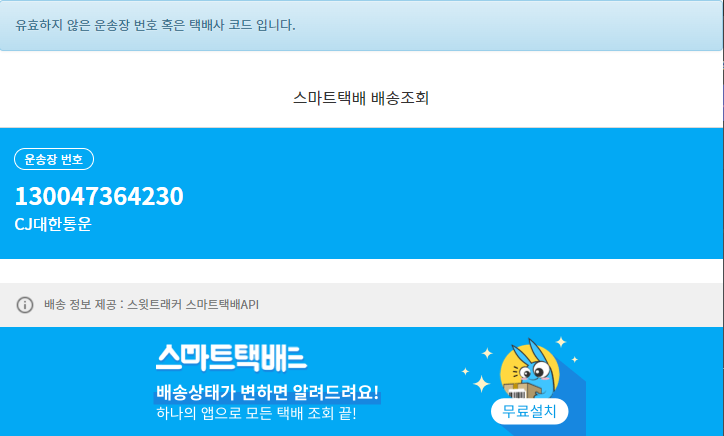 유효하지 않은 운송장 번호 혹은 택배사 코드 입니다.
스마트택배 배송조회
운송장 번호
130047364230
CJ대한통운
배송 정보 제공 : 스윗트래커 스마트택배API
스마트택배
배송상태가 변하면 알려드려요!
하나의 앱으로 모든 택배 조회 끝!
무료설치